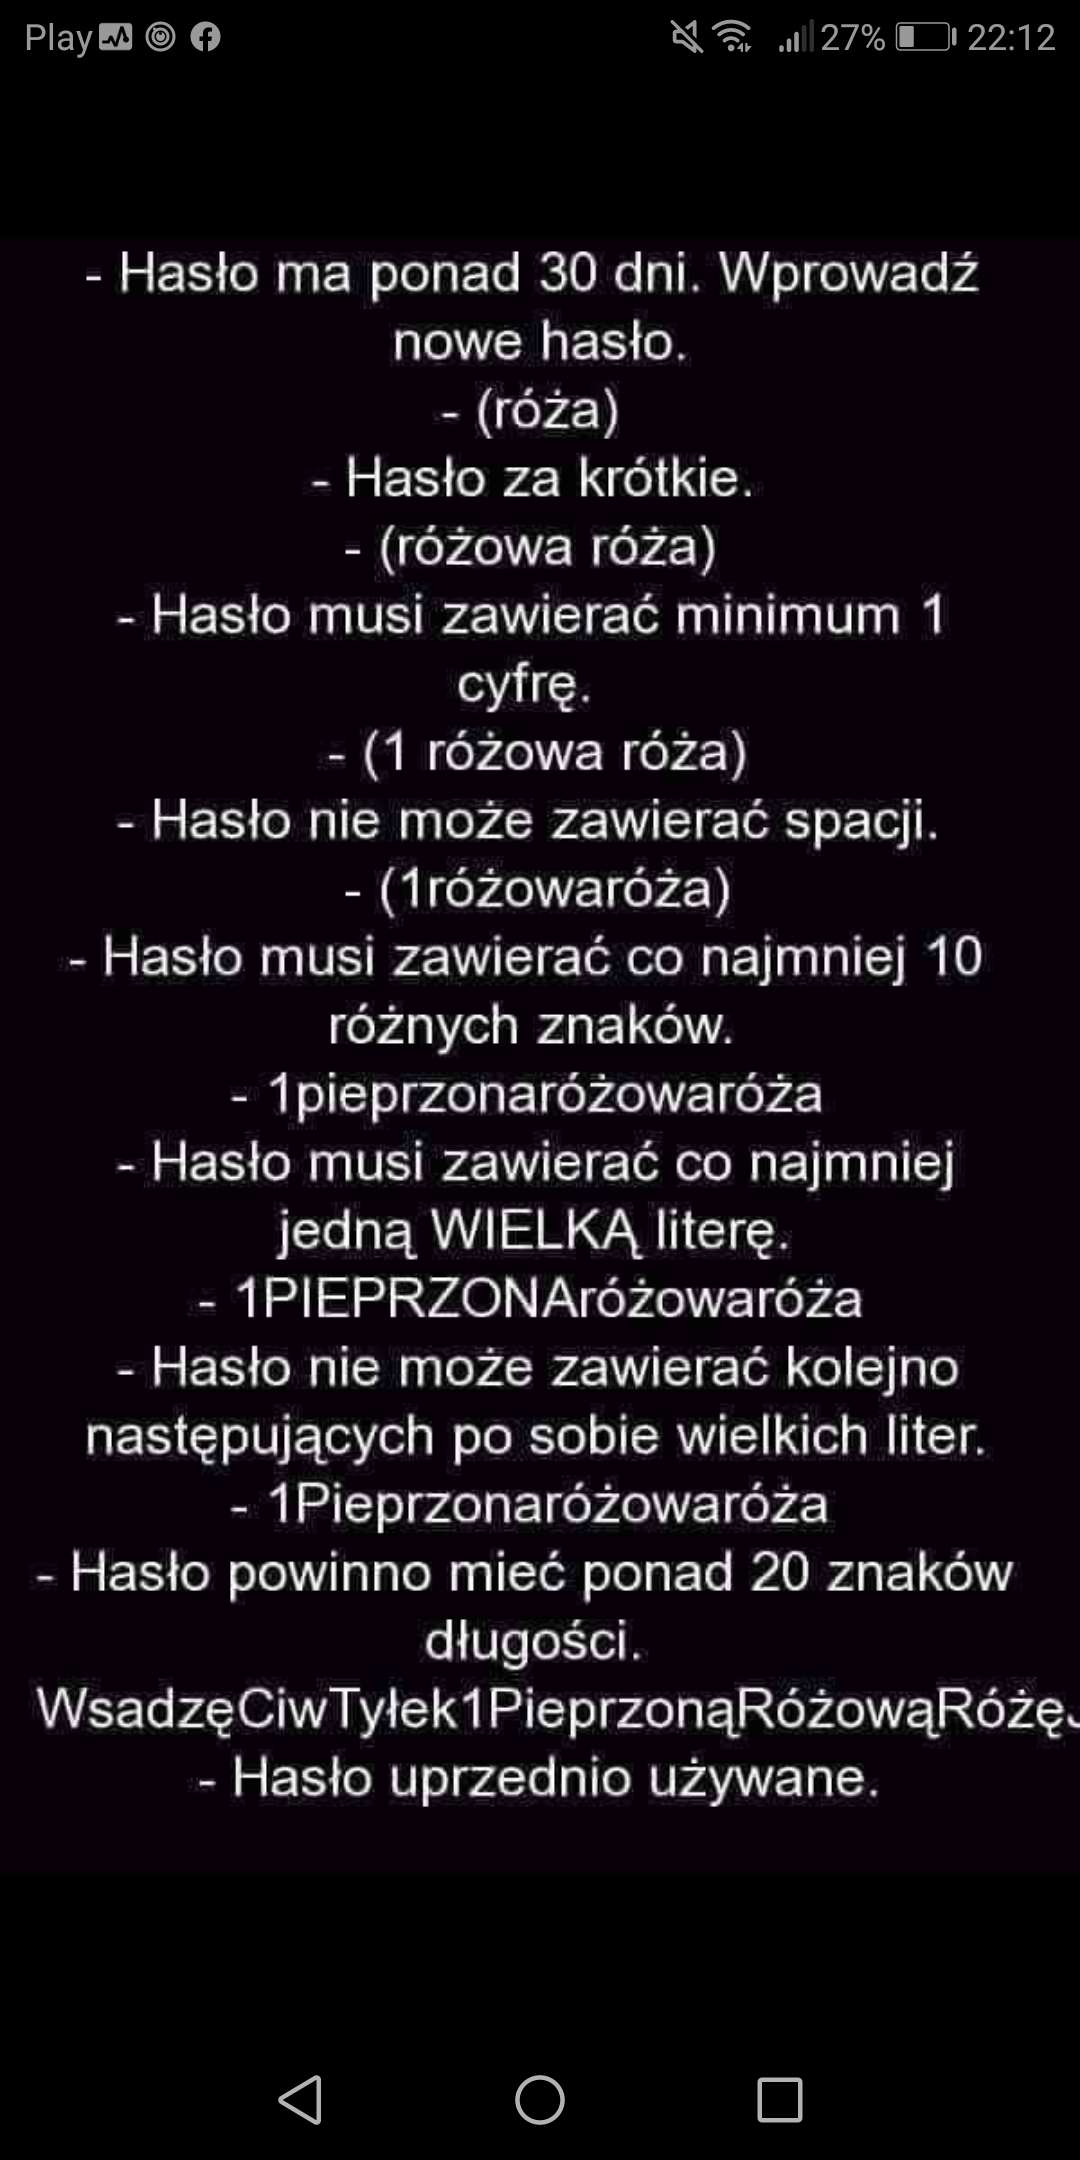 Play 27% 22:12
- Hasło ma ponad 30 dni. Wprowadź
nowe hasło.
- (róża)
- Hasło za krótkie.
- (różowa róża)
- Hasło musi zawierać minimum 1
cyfrę.
- (1 różowa róża)
- Hasło nie może zawierać spacji.
- (1różowaróża)
- Hasło musi zawierać co najmniej 10
różnych znaków.
- 1pieprzonaróżowaróża
- Hasło musi zawierać co najmniej
jedną WIELKĄ literę.
- 1PIEPRZONAróżowaróża
- Hasło nie może zawierać kolejno
następujących po sobie wielkich liter.
- 1Pieprzonaróżowaróża
- Hasło powinno mieć ponad 20 znaków
długości.
WsadzęCiwTyłek1PieprzonąRóżowąRóżęJ
- Hasło uprzednio używane.